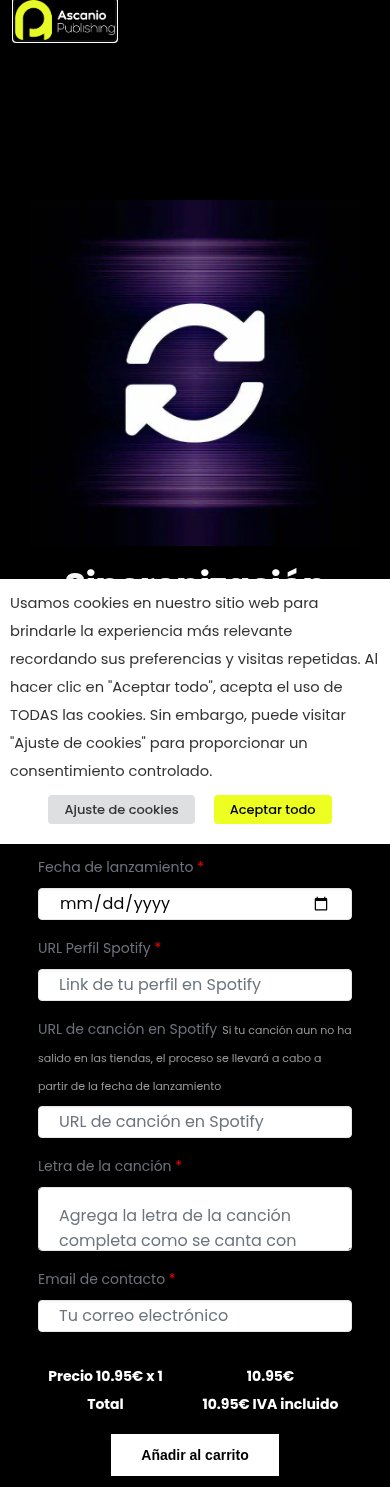 Ascanio
Publishing
Sincronización
Usamos cookies en nuestro sitio web para
brindarle la experiencia más relevante
recordando sus preferencias y visitas repetidas. Al
hacer clic en "Aceptar todo", acepta el uso de
TODAS las cookies. Sin embargo, puede visitar
"Ajuste de cookies" para proporcionar un
consentimiento controlado.
Ajuste de cookies Aceptar todo
Fecha de lanzamiento *
mm/dd/yyyy
URL Perfil Spotify *
Link de tu perfil en Spotify
URL de canción en Spotify Si tu canción aun no ha
salido en las tiendas, el proceso se llevará a cabo a
partir de la fecha de lanzamiento
URL de canción en Spotify
Letra de la canción *
Agrega la letra de la canción
completa como se canta con
Email de contacto *
Tu correo electrónico
Precio 10.95€ x 1 10.95€
Total 10.95€ IVA incluido
Añadir al carrito